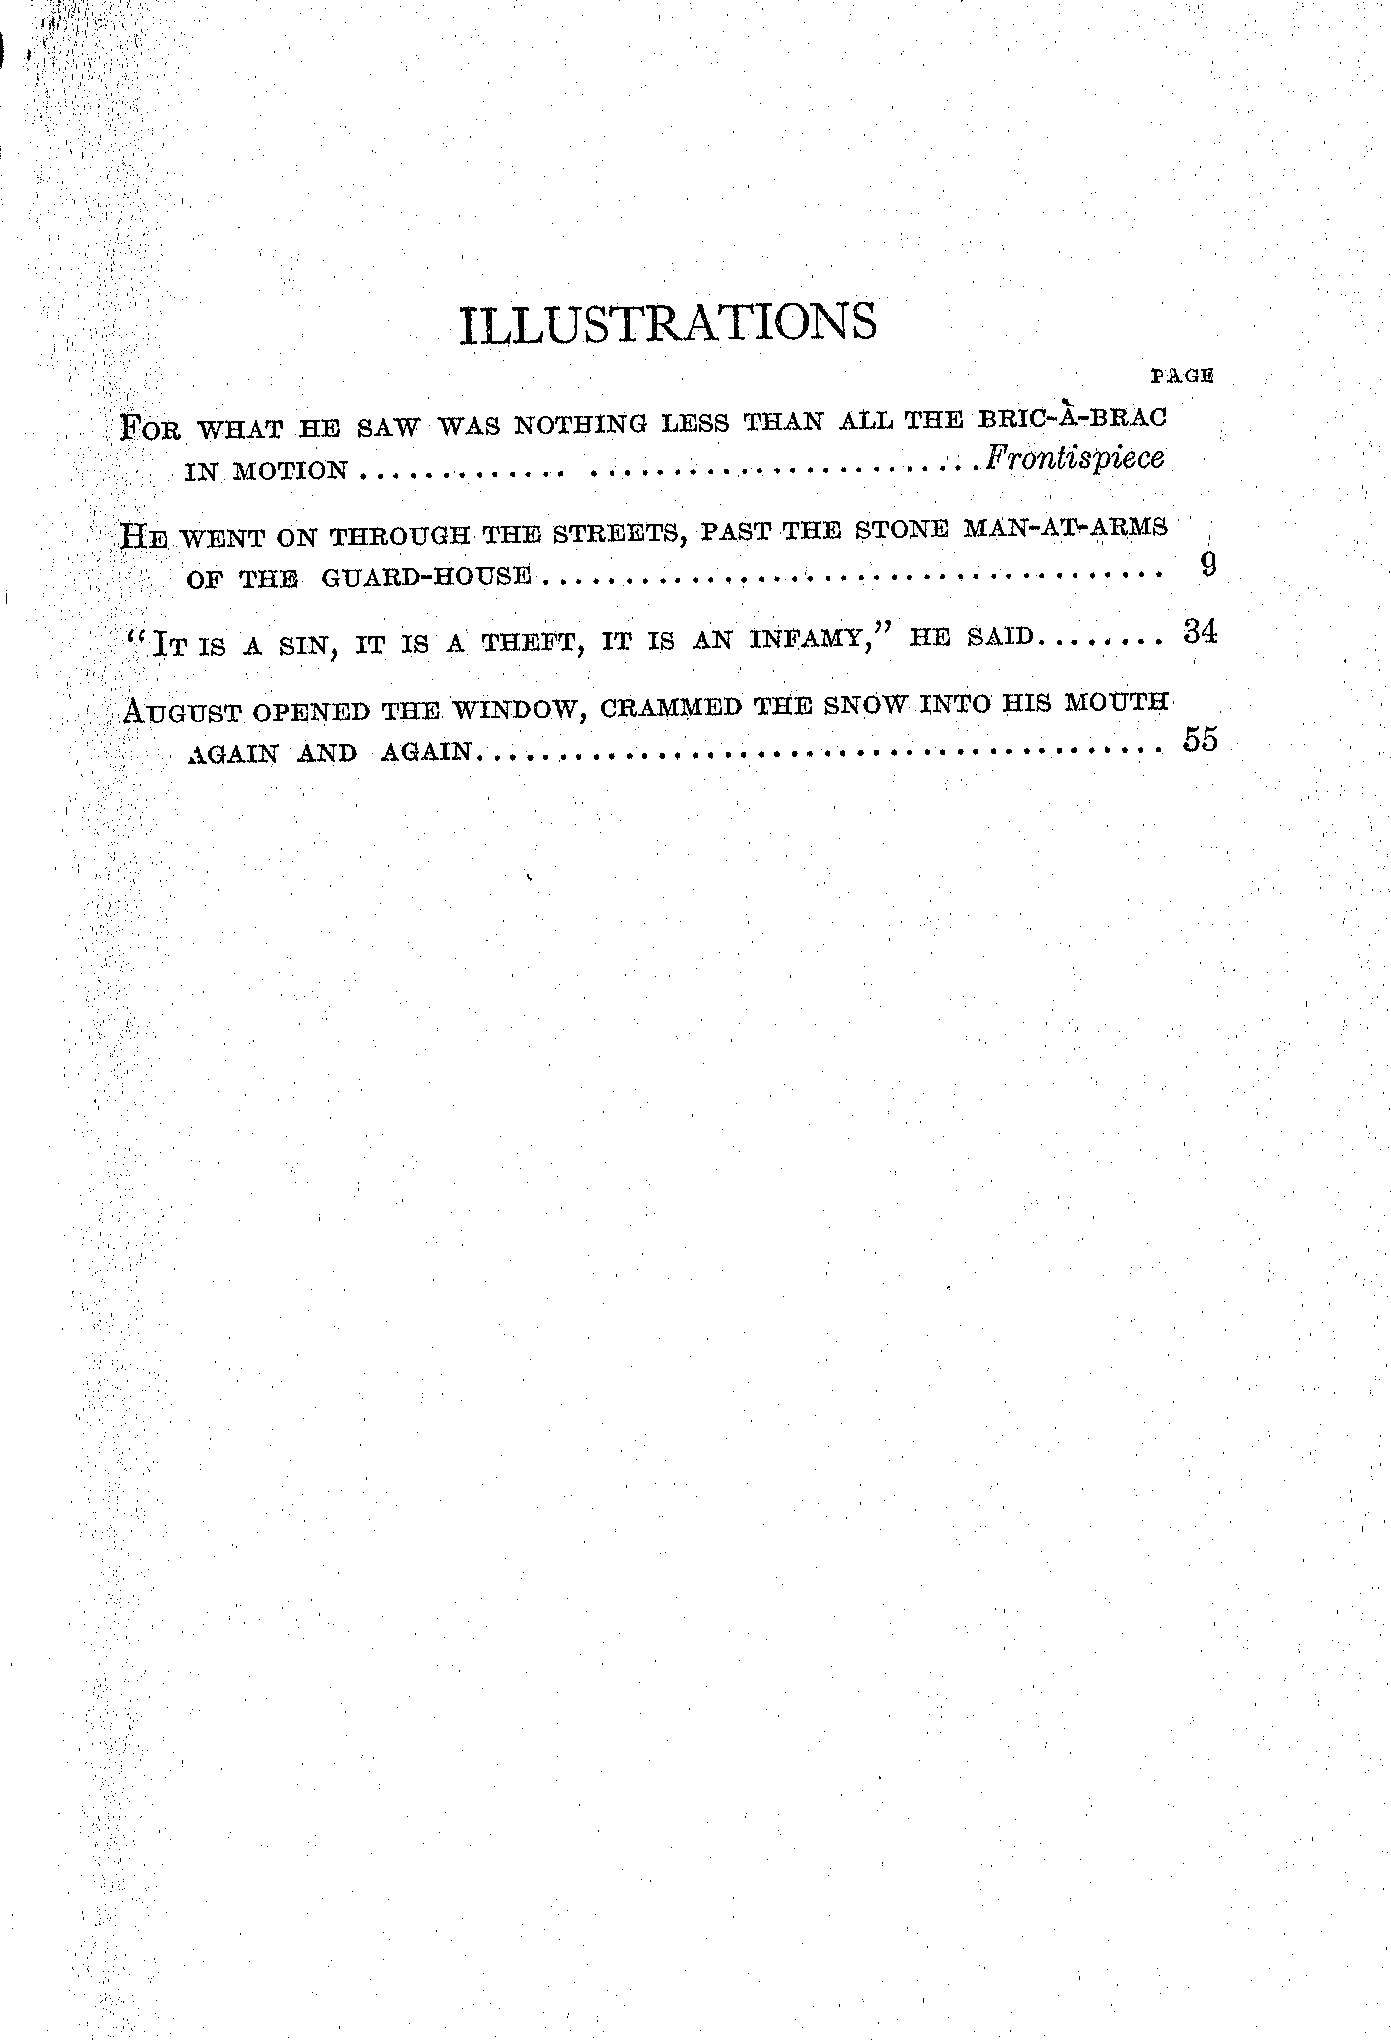 ILLUSTRATIONS
PAGE
FOR WHAT HE SAW WAS NOTHING LESS THAN ALL THE BRIC-À-BRAC
IN MOTION ............. ........................Frontispiece
HE WENT ON THROUGH THE STREETS, PAST THE STONE MAN-AT-ARMS
OF THE GUARD-HOUSE...................................... 9
“IT IS A SIN, IT IS A THEFT, IT IS AN INFAMY,” HE SAID........ 34
AUGUST OPENED THE WINDOW, CRAMMED THE SNOW INTO HIS MOUTH
AGAIN AND AGAIN.......................................... 55